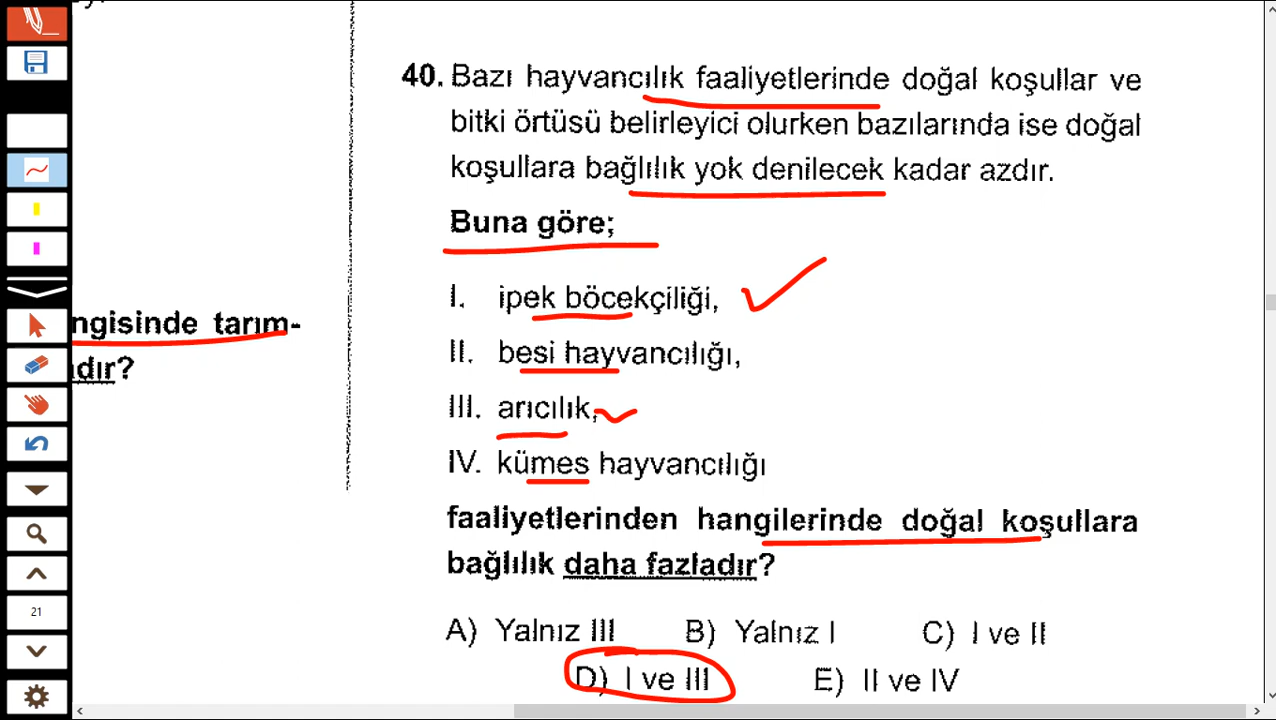 40. Bazı hayvancılık faaliyetlerinde doğal koşullar ve
bitki örtüsü belirleyici olurken bazılarında ise doğal
koşullara bağlılık yok denilecek kadar azdır.
Buna göre;
I. ipek böcekçiliği,
II. besi hayvancılığı,
III. arıcılık,
IV. kümes hayvancılığı
faaliyetlerinden hangilerinde doğal koşullara
bağlılık daha fazladır?
A) Yalnız III B) Yalnız I C) I ve II
D) I ve III E) II ve IV
ngisinde tarım-
adır?
21